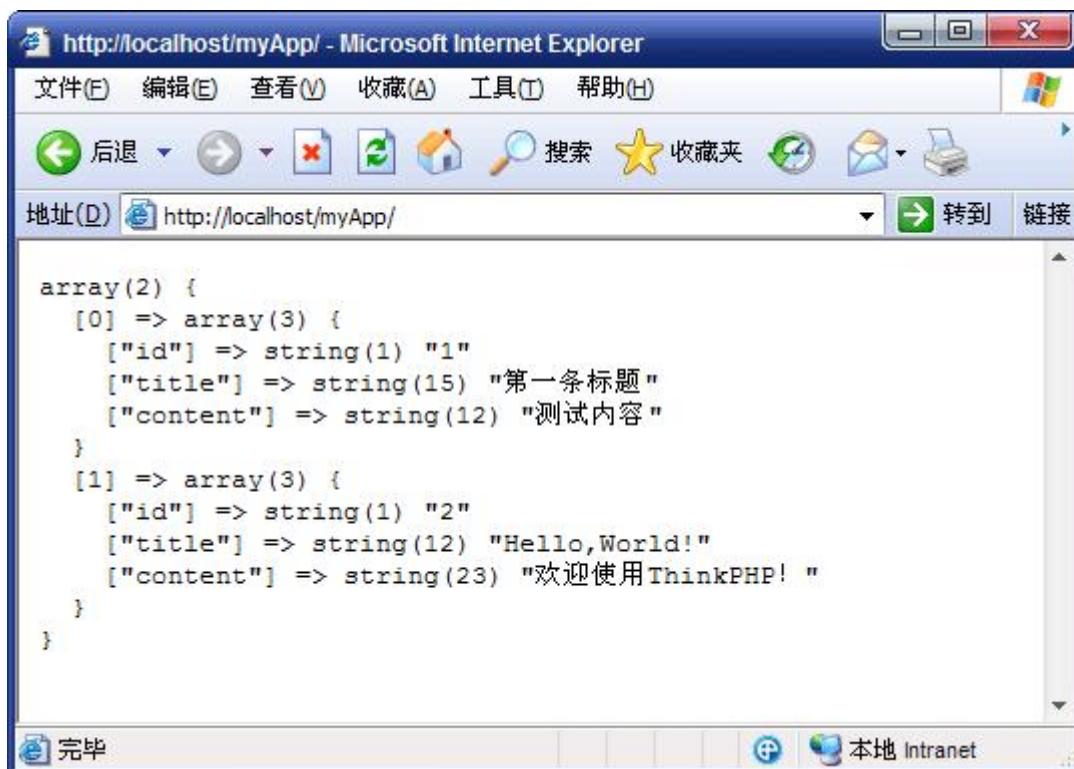 http://localhost/myApp/ - Microsoft Internet Explorer
文件(F) 编辑(E) 查看(V) 收藏(A) 工具(T) 帮助(H)
后退 搜索 收藏夹
地址(D) http://localhost/myApp/ 转到 链接
array(2) {
  [0] => array(3) {
    ["id"] => string(1) "1"
    ["title"] => string(15) "第一条标题"
    ["content"] => string(12) "测试内容"
  }
  [1] => array(3) {
    ["id"] => string(1) "2"
    ["title"] => string(12) "Hello,World!"
    ["content"] => string(23) "欢迎使用ThinkPHP！"
  }
}
完毕 本地 Intranet